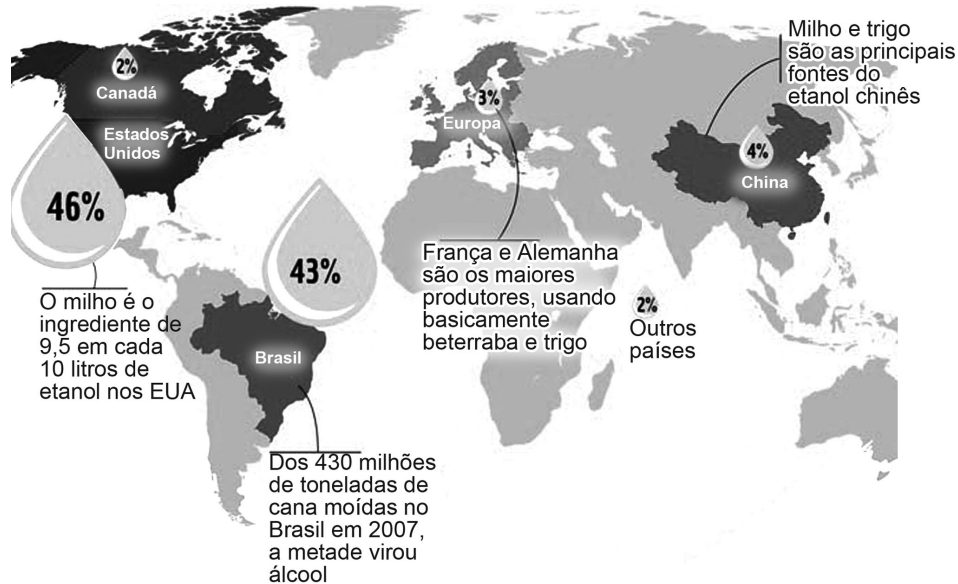 2%
Canadá
Estados
Unidos
46%
O milho é o
ingrediente de
9,5 em cada
10 litros de
etanol nos EUA
43%
Brasil
Dos 430 milhões
de toneladas de
cana moídas no
Brasil em 2007,
a metade virou
álcool
3%
Europa
França e Alemanha
são os maiores
produtores, usando
basicamente
beterraba e trigo
Milho e trigo
são as principais
fontes do
etanol chinês
4%
China
2%
Outros
países